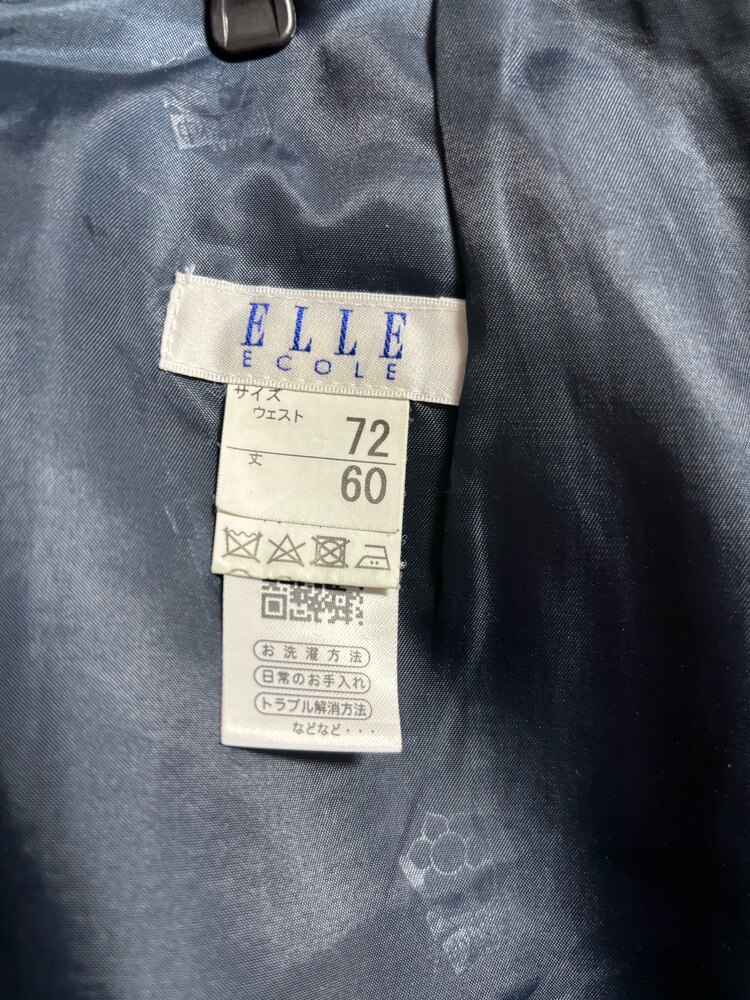 ELLE
ECOLE
サイズ
ウェスト
72
丈
60
お洗濯方法
日常のお手入れ
トラブル解消方法
などなど・・・